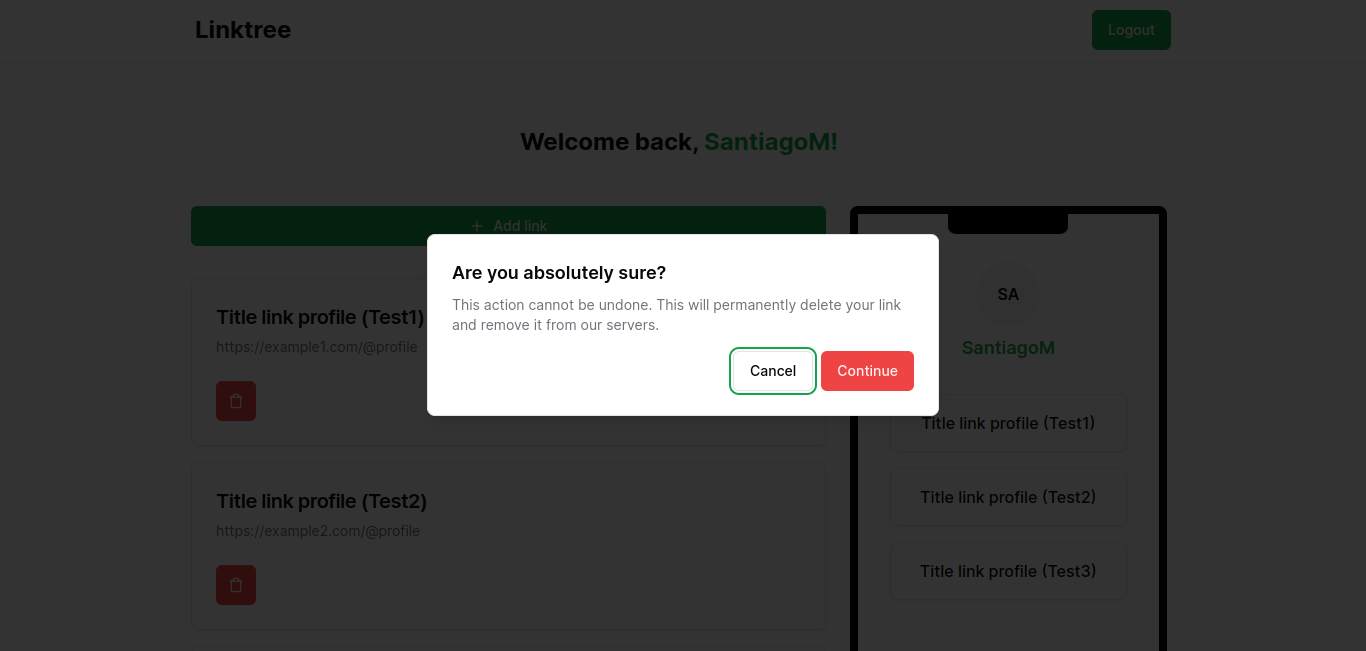 Linktree
Logout
Welcome back, SantiagoM!
Add link
Are you absolutely sure?
This action cannot be undone. This will permanently delete your link
and remove it from our servers.
Cancel
Continue
Title link profile (Test1)
https://example1.com/@profile
Title link profile (Test2)
https://example2.com/@profile
SA
SantiagoM
Title link profile (Test1)
Title link profile (Test2)
Title link profile (Test3)